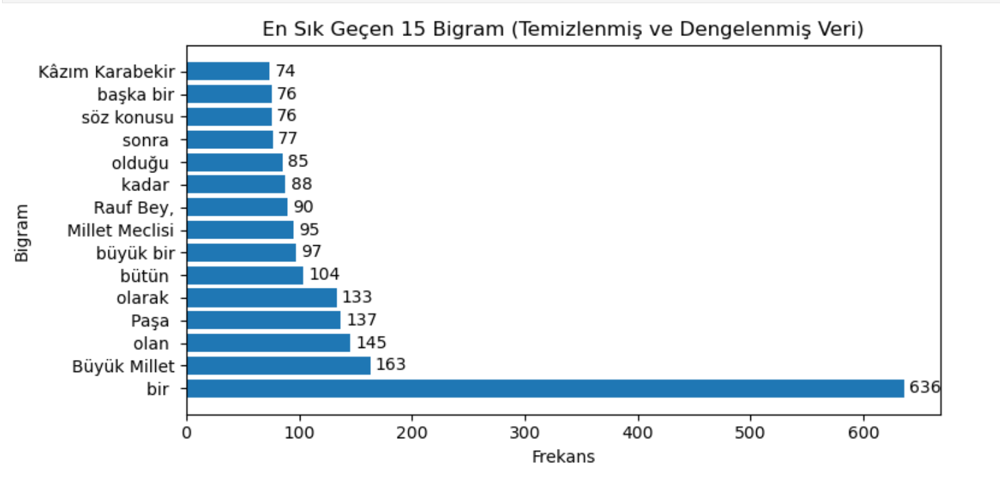 En Sık Geçen 15 Bigram (Temizlenmiş ve Dengelenmiş Veri)
Kâzım Karabekir 74
başka bir 76
söz konusu 76
sonra 77
olduğu 85
kadar 88
Rauf Bey, 90
Millet Meclisi 95
büyük bir 97
bütün 104
olarak 133
Paşa 137
olan 145
Büyük Millet 163
bir 636
Bigram
0 100 200 300 400 500 600
Frekans